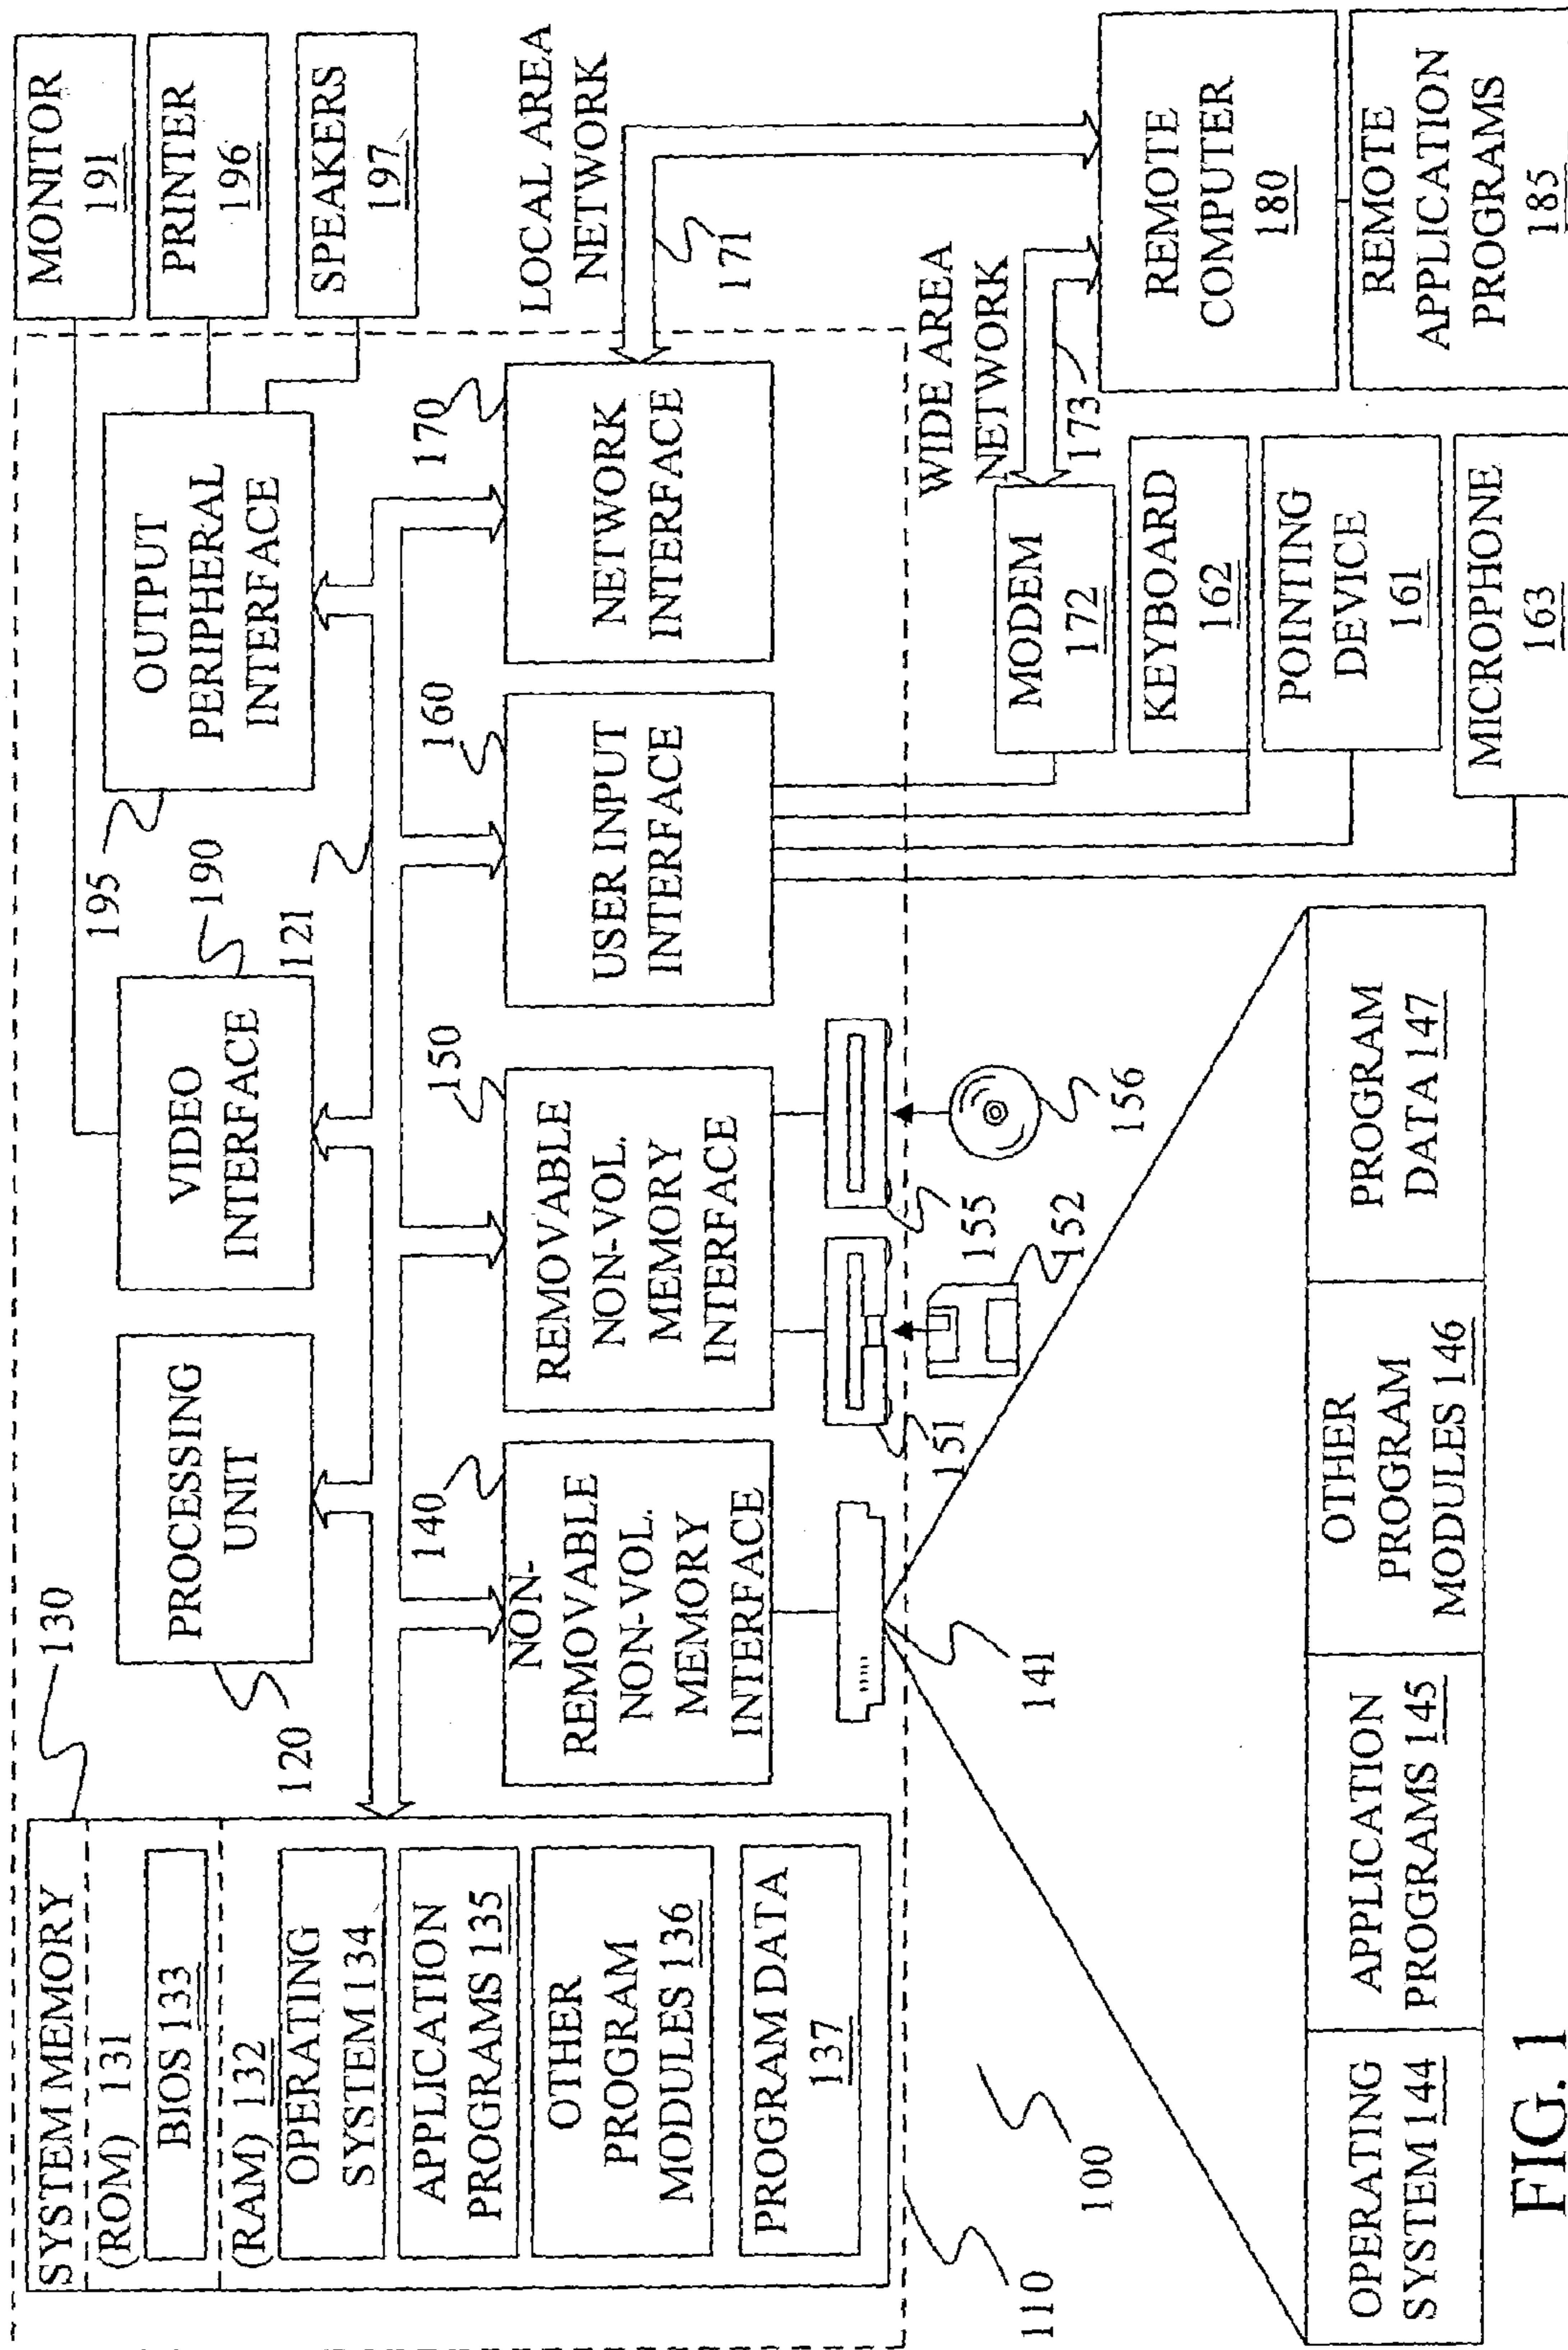 SYSTEM MEMORY
(ROM) 131
BIOS 133
(RAM) 132
OPERATING
SYSTEM 134
APPLICATION
PROGRAMS 135
OTHER
PROGRAM
MODULES 136
PROGRAM DATA
137
130
PROCESSING
UNIT
120
VIDEO
INTERFACE
190
121
OUTPUT
PERIPHERAL
INTERFACE
195
MONITOR
191
PRINTER
196
SPEAKERS
197
NON-
REMOVABLE
NON-VOL.
MEMORY
INTERFACE
140
REMOVABLE
NON-VOL.
MEMORY
INTERFACE
150
USER INPUT
INTERFACE
160
NETWORK
INTERFACE
170
LOCAL AREA
NETWORK
171
141
151
152
155
156
WIDE AREA
NETWORK
173
MODEM
172
KEYBOARD
162
POINTING
DEVICE
161
MICROPHONE
163
REMOTE
COMPUTER
180
REMOTE
APPLICATION
PROGRAMS
185
110
100
OPERATING
SYSTEM 144
APPLICATION
PROGRAMS 145
OTHER
PROGRAM
MODULES 146
PROGRAM
DATA 147
FIG. 1